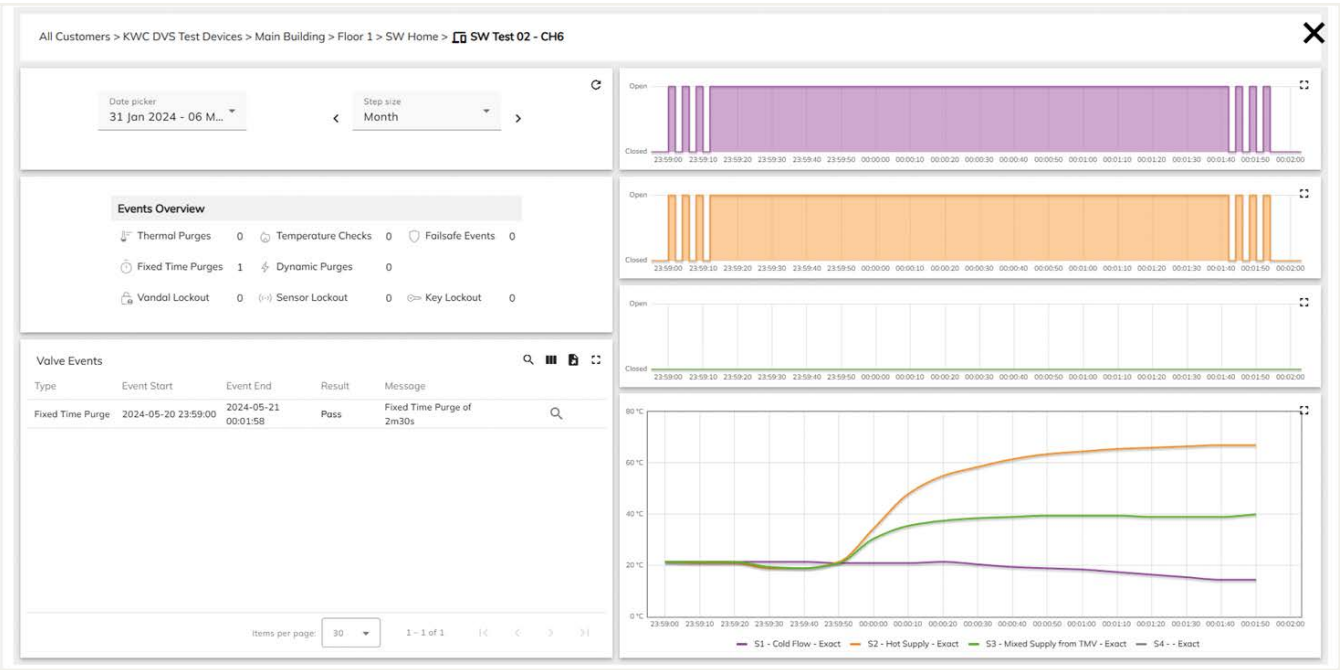 All Customers > KWC DVS Test Devices > Main Building > Floor 1 > SW Home > SW Test 02 - CH6
Date picker
31 Jan 2024 - 06 M...
Step size
Month
Events Overview
Thermal Purges 0 Temperature Checks 0 Failsafe Events 0
Fixed Time Purges 1 Dynamic Purges 0
Vandal Lockout 0 Sensor Lockout 0 Key Lockout 0
Valve Events
Type Event Start Event End Result Message
Fixed Time Purge 2024-05-20 23:59:00 2024-05-21 00:01:58 Pass Fixed Time Purge of 2m30s
Items per page: 30 1 - 1 of 1
Open
Closed
23:59:00 23:59:10 23:59:20 23:59:30 23:59:40 23:59:50 00:00:00 00:00:10 00:00:20 00:00:30 00:00:40 00:00:50 00:01:00 00:01:10 00:01:20 00:01:30 00:01:40 00:01:50 00:02:00
Open
Closed
23:59:00 23:59:10 23:59:20 23:59:30 23:59:40 23:59:50 00:00:00 00:00:10 00:00:20 00:00:30 00:00:40 00:00:50 00:01:00 00:01:10 00:01:20 00:01:30 00:01:40 00:01:50 00:02:00
Open
Closed
23:59:00 23:59:10 23:59:20 23:59:30 23:59:40 23:59:50 00:00:00 00:00:10 00:00:20 00:00:30 00:00:40 00:00:50 00:01:00 00:01:10 00:01:20 00:01:30 00:01:40 00:01:50 00:02:00
80 °C
60 °C
40 °C
20 °C
0 °C
23:59:00 23:59:10 23:59:20 23:59:30 23:59:40 23:59:50 00:00:00 00:00:10 00:00:20 00:00:30 00:00:40 00:00:50 00:01:00 00:01:10 00:01:20 00:01:30 00:01:40 00:01:50 00:02:00
S1 - Cold Flow - Exact S2 - Hot Supply - Exact S3 - Mixed Supply from TMV - Exact S4 - - Exact